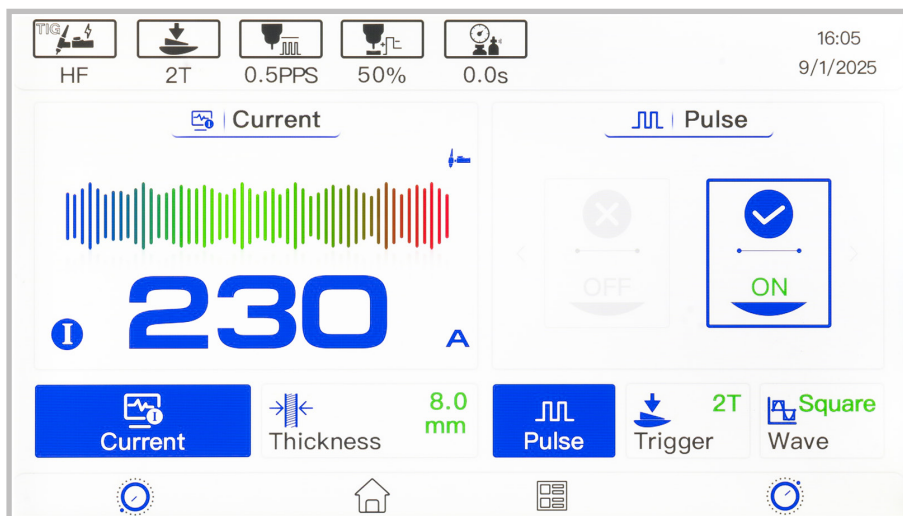 TIG
HF
2T
0.5PPS
50%
0.0s
16:05
9/1/2025
Current
Pulse
230
I
A
OFF
ON
Current
Thickness
8.0
mm
Pulse
2T
Trigger
Square
Wave